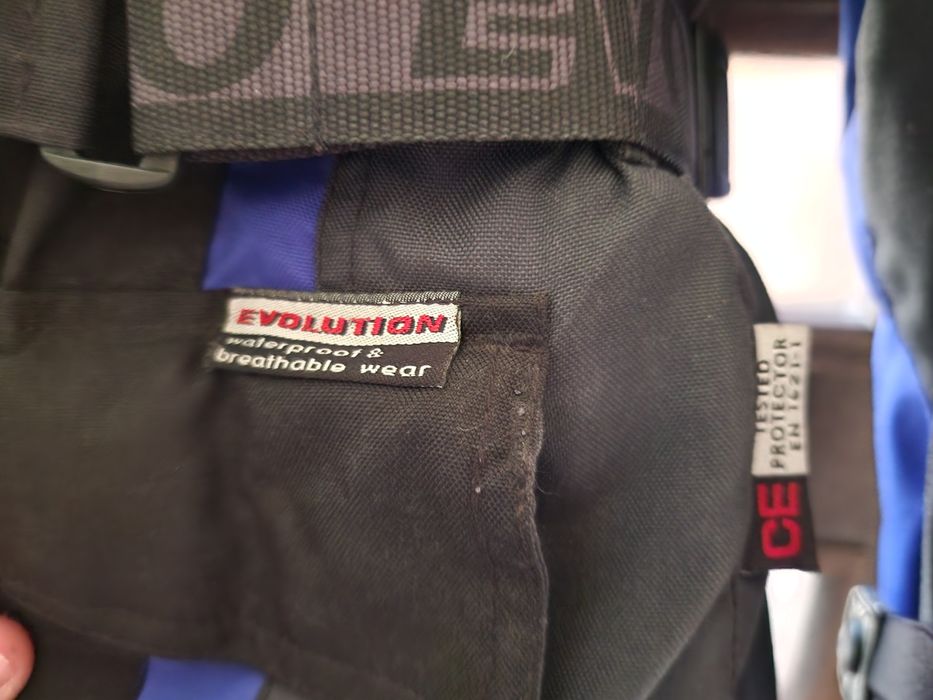 EVOLUTION
waterproof &
breathable wear
TESTED
PROTECTOR
EN 1621-1
CE